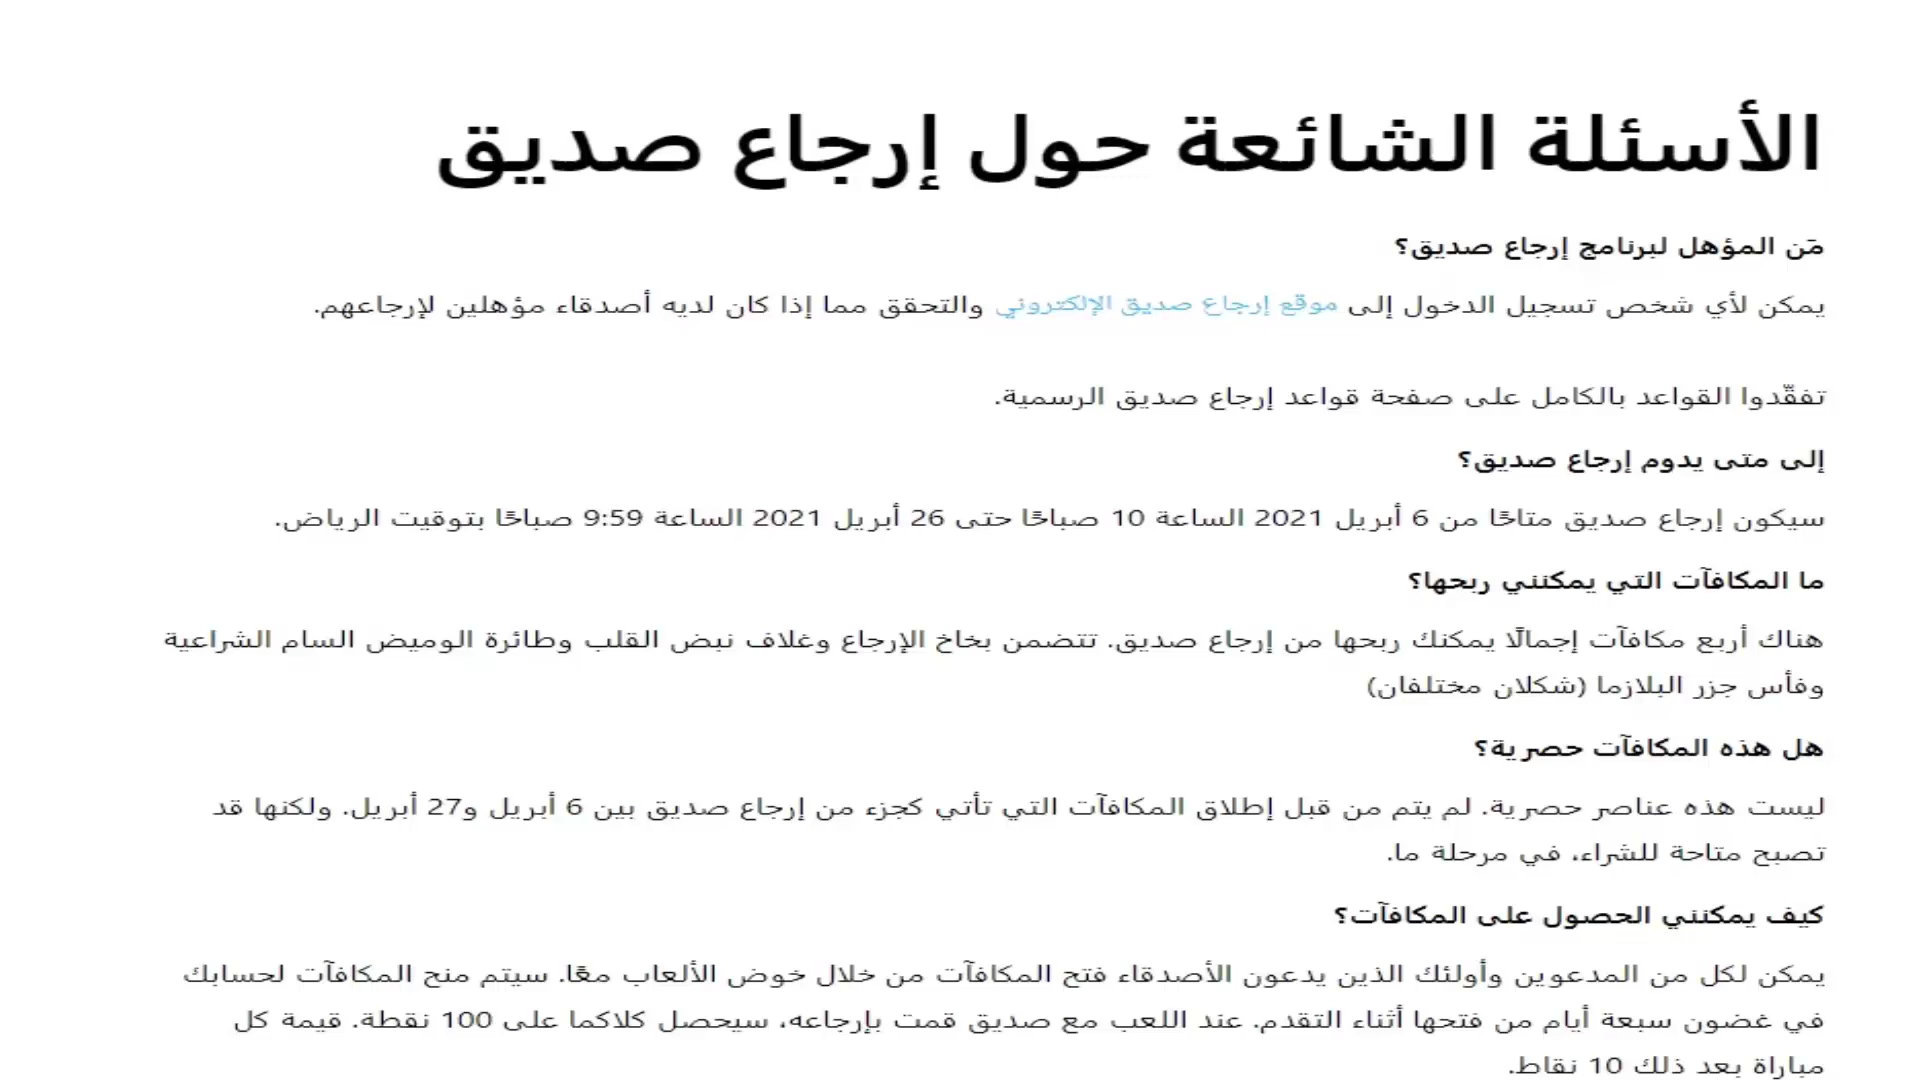 الأسئلة الشائعة حول إرجاع صديق
مَن المؤهل لبرنامج إرجاع صديق؟
يمكن لأي شخص تسجيل الدخول إلى موقع إرجاع صديق الإلكتروني والتحقق مما إذا كان لديه أصدقاء مؤهلين لإرجاعهم.
تفقّدوا القواعد بالكامل على صفحة قواعد إرجاع صديق الرسمية.
إلى متى يدوم إرجاع صديق؟
سيكون إرجاع صديق متاحًا من 6 أبريل 2021 الساعة 10 صباحًا حتى 26 أبريل 2021 الساعة 9:59 صباحًا بتوقيت الرياض.
ما المكافآت التي يمكنني ربحها؟
هناك أربع مكافآت إجمالًا يمكنك ربحها من إرجاع صديق. تتضمن بخاخ الإرجاع وغلاف نبض القلب وطائرة الوميض السام الشراعية
وفأس جزر البلازما (شكلان مختلفان)
هل هذه المكافآت حصرية؟
ليست هذه عناصر حصرية. لم يتم من قبل إطلاق المكافآت التي تأتي كجزء من إرجاع صديق بين 6 أبريل و27 أبريل. ولكنها قد
تصبح متاحة للشراء، في مرحلة ما.
كيف يمكنني الحصول على المكافآت؟
يمكن لكل من المدعوين وأولئك الذين يدعون الأصدقاء فتح المكافآت من خلال خوض الألعاب معًا. سيتم منح المكافآت لحسابك
في غضون سبعة أيام من فتحها أثناء التقدم. عند اللعب مع صديق قمت بإرجاعه، سيحصل كلاكما على 100 نقطة. قيمة كل
مباراة بعد ذلك 10 نقاط.